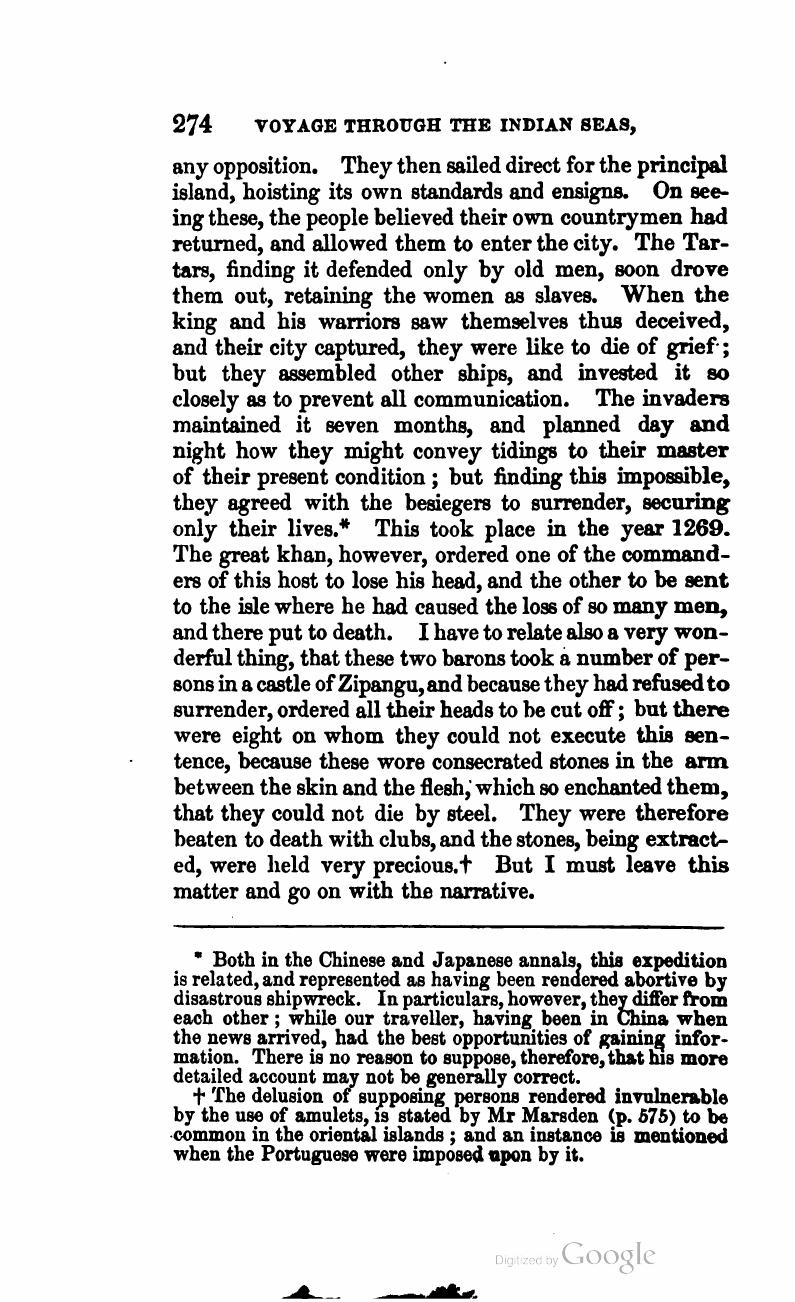 274 VOYAGE THROUGH THE INDIAN SEAS,
any opposition. They then sailed direct for the principal
island, hoisting its own standards and ensigns. On see-
ing these, the people believed their own countrymen had
returned, and allowed them to enter the city. The Tar-
tars, finding it defended only by old men, soon drove
them out, retaining the women as slaves. When the
king and his warriors saw themselves thus deceived,
and their city captured, they were like to die of grief;
but they assembled other ships, and invested it so
closely as to prevent all communication. The invaders
maintained it seven months, and planned day and
night how they might convey tidings to their master
of their present condition; but finding this impossible,
they agreed with the besiegers to surrender, securing
only their lives.* This took place in the year 1269.
The great khan, however, ordered one of the command-
ers of this host to lose his head, and the other to be sent
to the isle where he had caused the loss of so many men,
and there put to death. I have to relate also a very won-
derful thing, that these two barons took a number of per-
sons in a castle of Zipangu, and because they had refused to
surrender, ordered all their heads to be cut off; but there
were eight on whom they could not execute this sen-
tence, because these wore consecrated stones in the arm
between the skin and the flesh, which so enchanted them,
that they could not die by steel. They were therefore
beaten to death with clubs, and the stones, being extract-
ed, were held very precious.† But I must leave this
matter and go on with the narrative.
* Both in the Chinese and Japanese annals, this expedition
is related, and represented as having been rendered abortive by
disastrous shipwreck. In particulars, however, they differ from
each other; while our traveller, having been in China when
the news arrived, had the best opportunities of gaining infor-
mation. There is no reason to suppose, therefore, that his more
detailed account may not be generally correct.
† The delusion of supposing persons rendered invulnerable
by the use of amulets, is stated by Mr Marsden (p. 575) to be
common in the oriental islands; and an instance is mentioned
when the Portuguese were imposed upon by it.
Digitized by Google